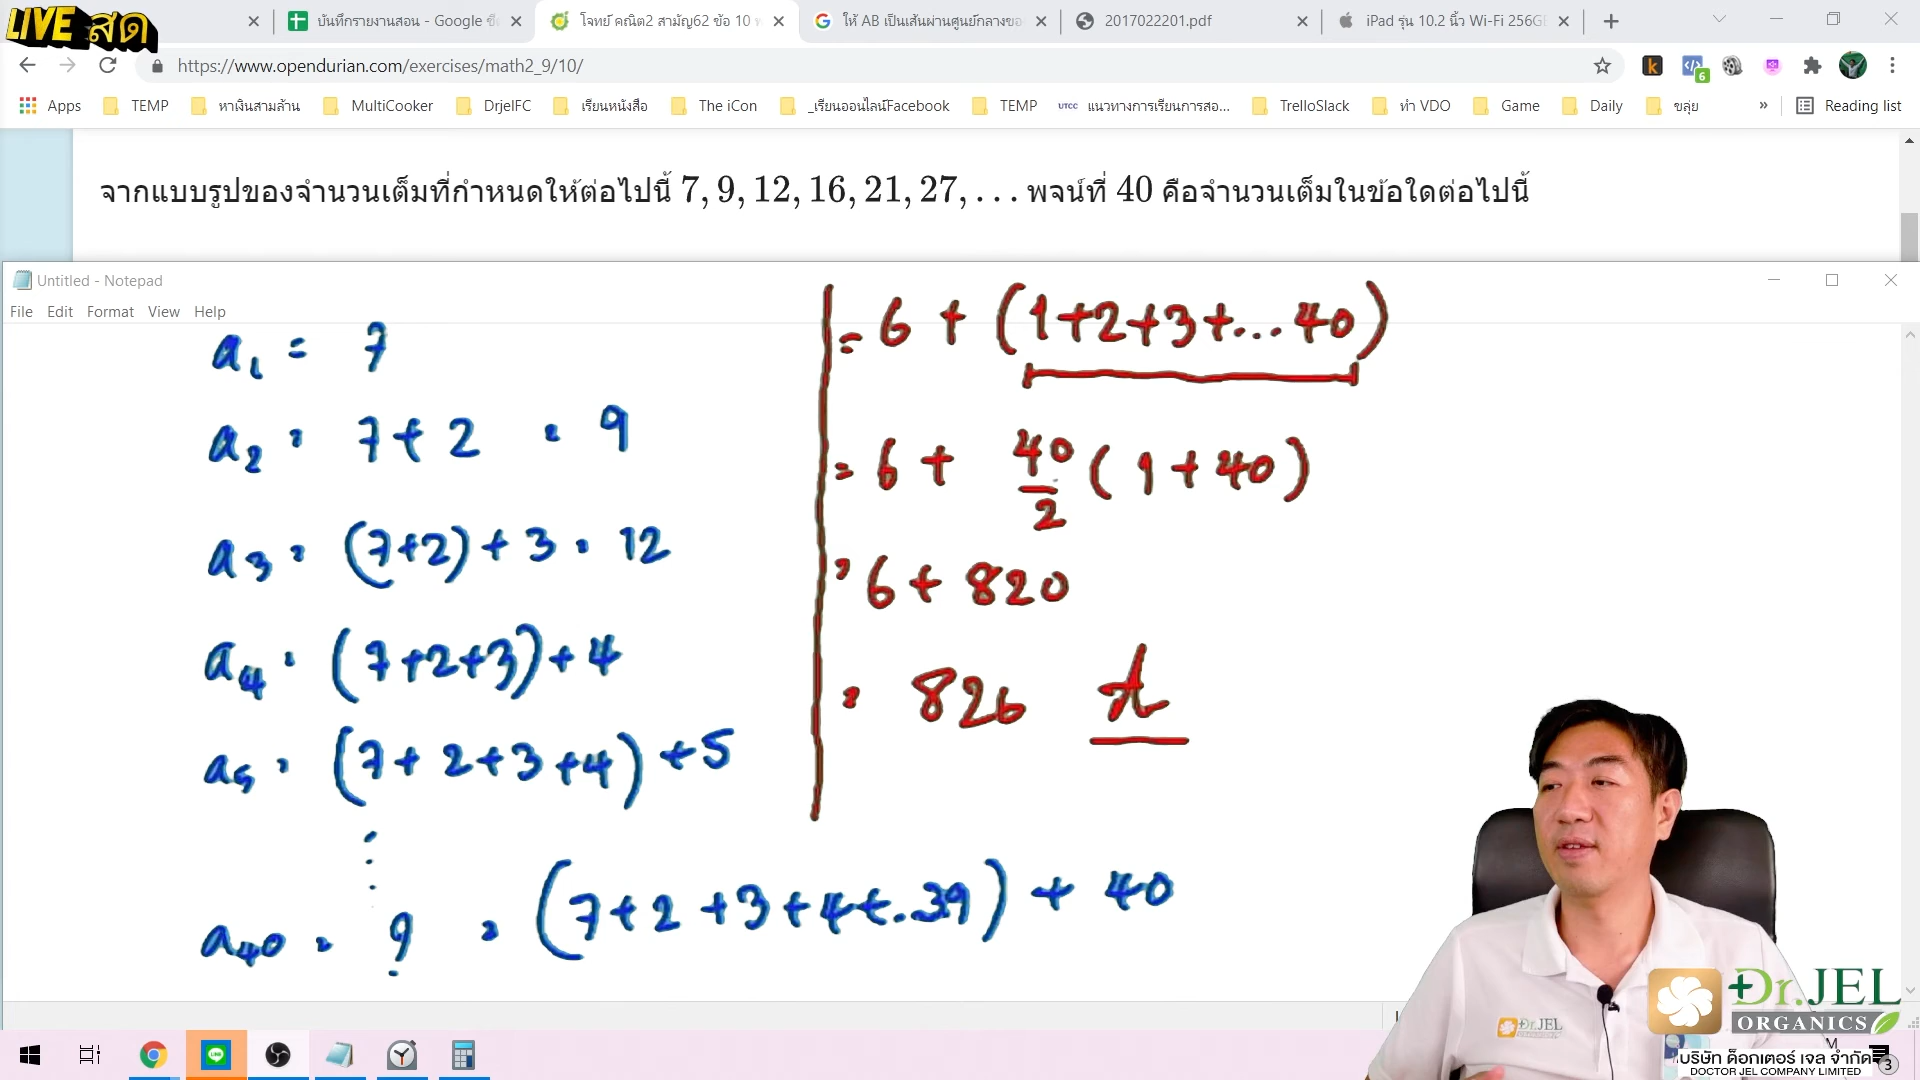 LIVE สด
บันทึกรายงานสอน - Google ชี
โจทย์ คณิต2 สามัญ62 ข้อ 10
ให้ AB เป็นเส้นผ่านศูนย์กลางของ
2017022201.pdf
iPad รุ่น 10.2 นิ้ว Wi-Fi 256GB
https://www.opendurian.com/exercises/math2_9/10/
6
Apps TEMP หาเงินสามล้าน MultiCooker DrjelFC เรียนหนังสือ The iCon _เรียนออนไลน์Facebook TEMP UTCC แนวทางการเรียนการสอ... TrelloSlack ทำ VDO Game Daily ขลุ่ย » Reading list
จากแบบรูปของจำนวนเต็มที่กำหนดให้ต่อไปนี้ 7, 9, 12, 16, 21, 27, . . . พจน์ที่ 40 คือจำนวนเต็มในข้อใดต่อไปนี้
Untitled - Notepad
File Edit Format View Help
a1 = 7
a2 = 7+2 = 9
a3 = (7+2)+3 = 12
a4 = (7+2+3)+4
a5 = (7+2+3+4)+5
a40 = ? = (7+2+3+4+..39) + 40
= 6 + (1+2+3+... 40)
= 6 + 40/2 (1+40)
= 6 + 820
= 826
Dr.JEL
ORGANICS
Dr.JEL
ORGANICS
บริษัท ด็อกเตอร์ เจล จำกัด
DOCTOR JEL COMPANY LIMITED
3